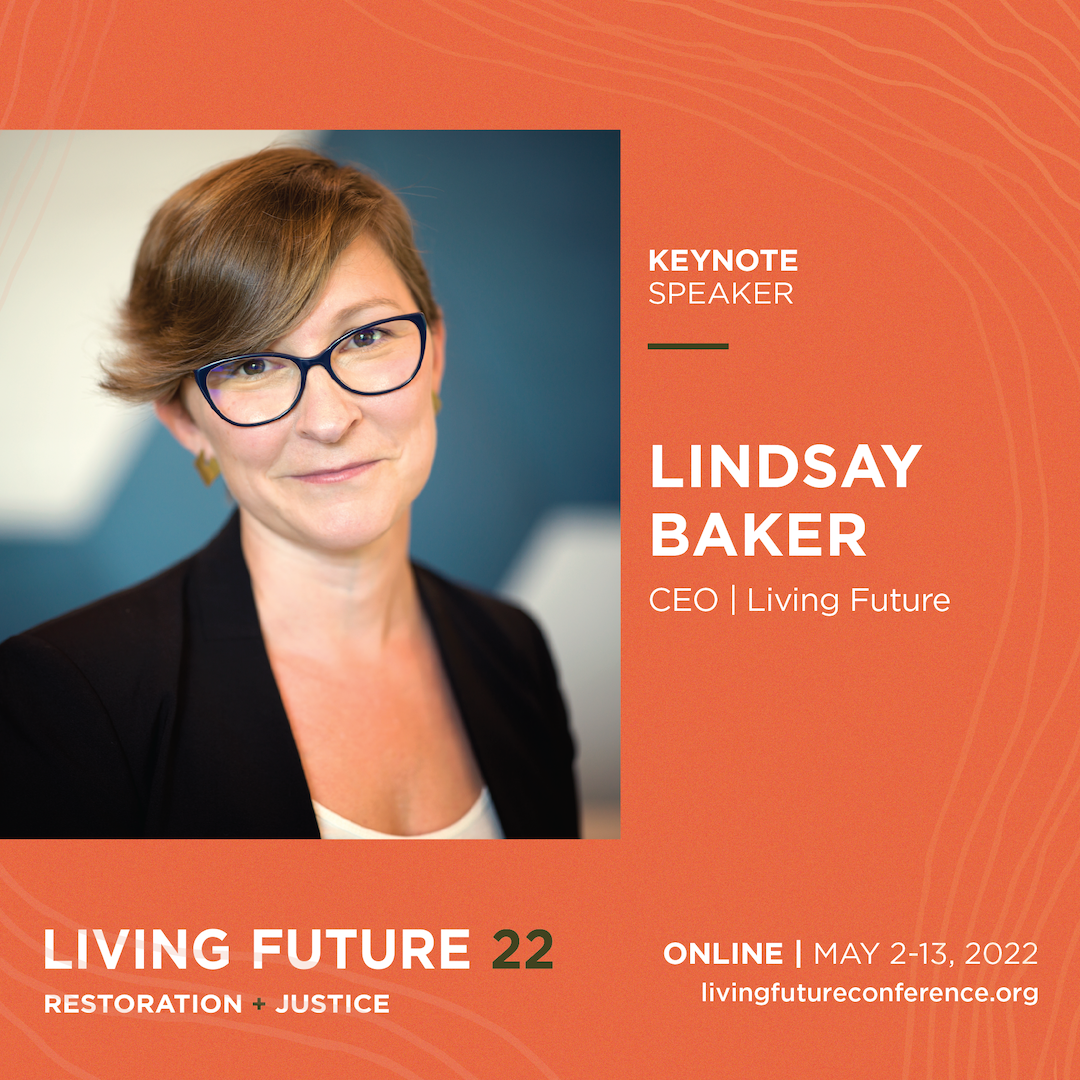 KEYNOTE
SPEAKER
LINDSAY
BAKER
CEO | Living Future
LIVING FUTURE 22
RESTORATION + JUSTICE
ONLINE | MAY 2-13, 2022
livingfutureconference.org